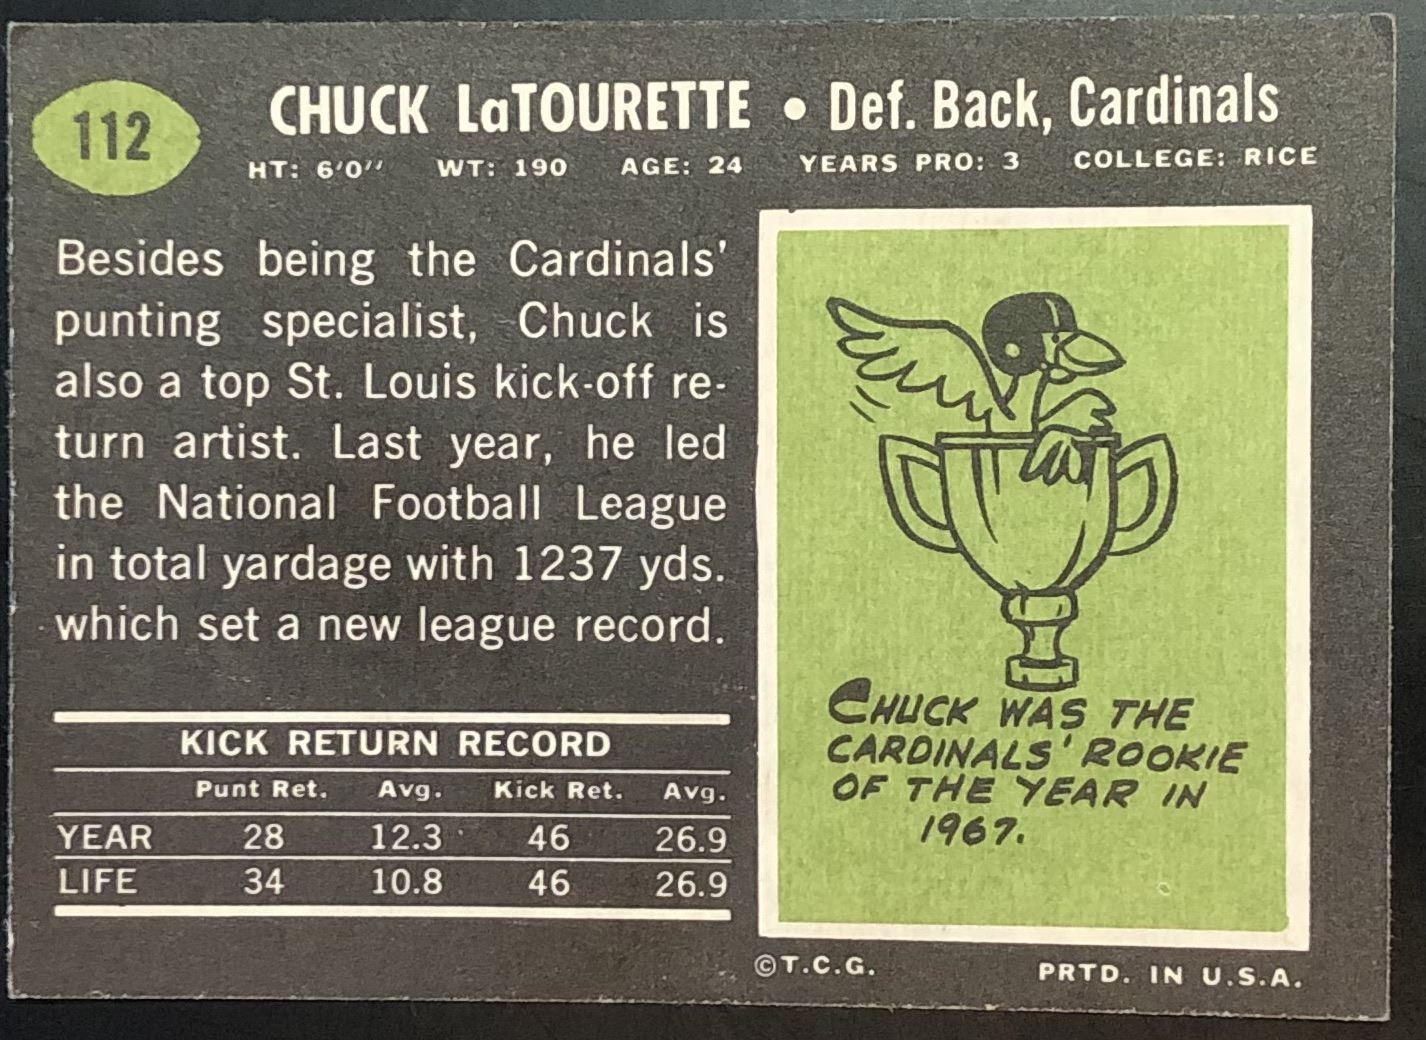 112
CHUCK LaTOURETTE • Def. Back, Cardinals
HT: 6'0" WT: 190 AGE: 24 YEARS PRO: 3 COLLEGE: RICE
Besides being the Cardinals'
punting specialist, Chuck is
also a top St. Louis kick-off re-
turn artist. Last year, he led
the National Football League
in total yardage with 1237 yds.
which set a new league record.
KICK RETURN RECORD
Punt Ret. Avg. Kick Ret. Avg.
YEAR 28 12.3 46 26.9
LIFE 34 10.8 46 26.9
CHUCK WAS THE
CARDINALS' ROOKIE
OF THE YEAR IN
1967.
©T.C.G. PRTD. IN U.S.A.